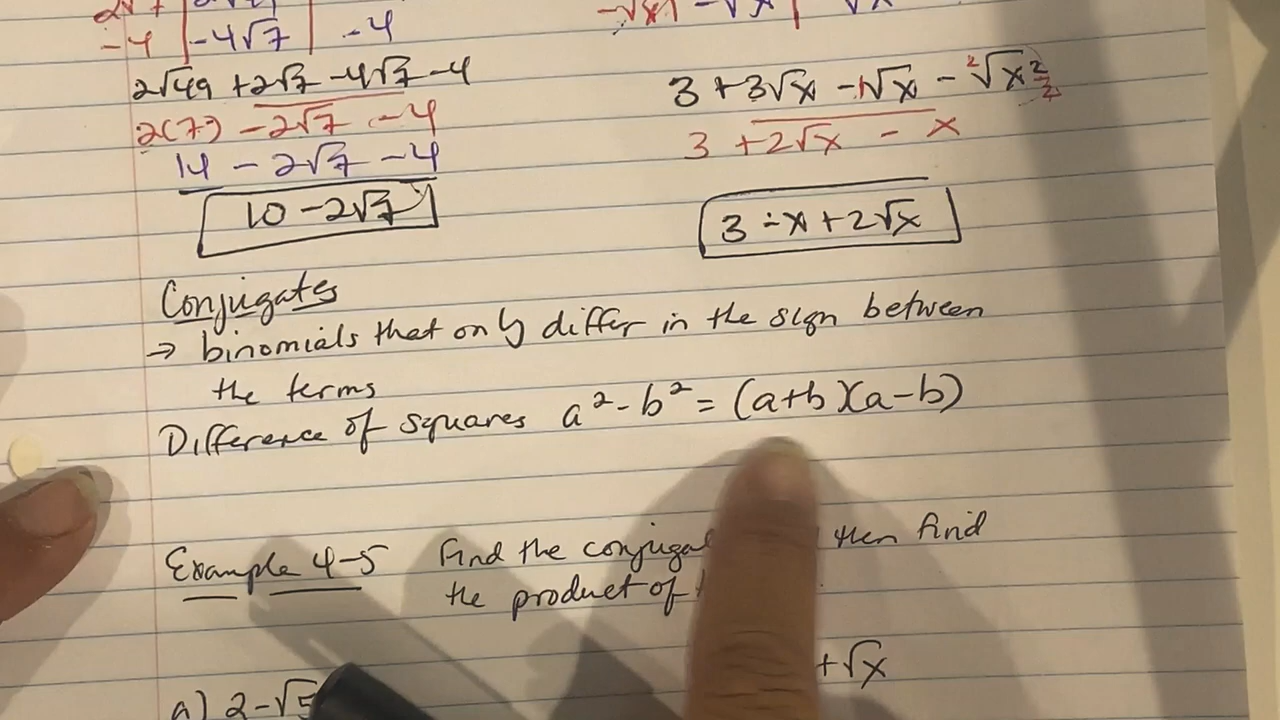 -4 | -4√7 | -4
2√49 + 2√7 - 4√7 - 4
2(7) - 2√7 - 4
14 - 2√7 - 4
10 - 2√7
3 + 3√x - 1√x - ²√x²
3 + 2√x - x
3 - x + 2√x
Conjugates
→ binomials that only differ in the sign between
the terms
Difference of squares a² - b² = (a+b)(a-b)
Example 4-5 Find the then find
the product of
a) 2-√5
+√x